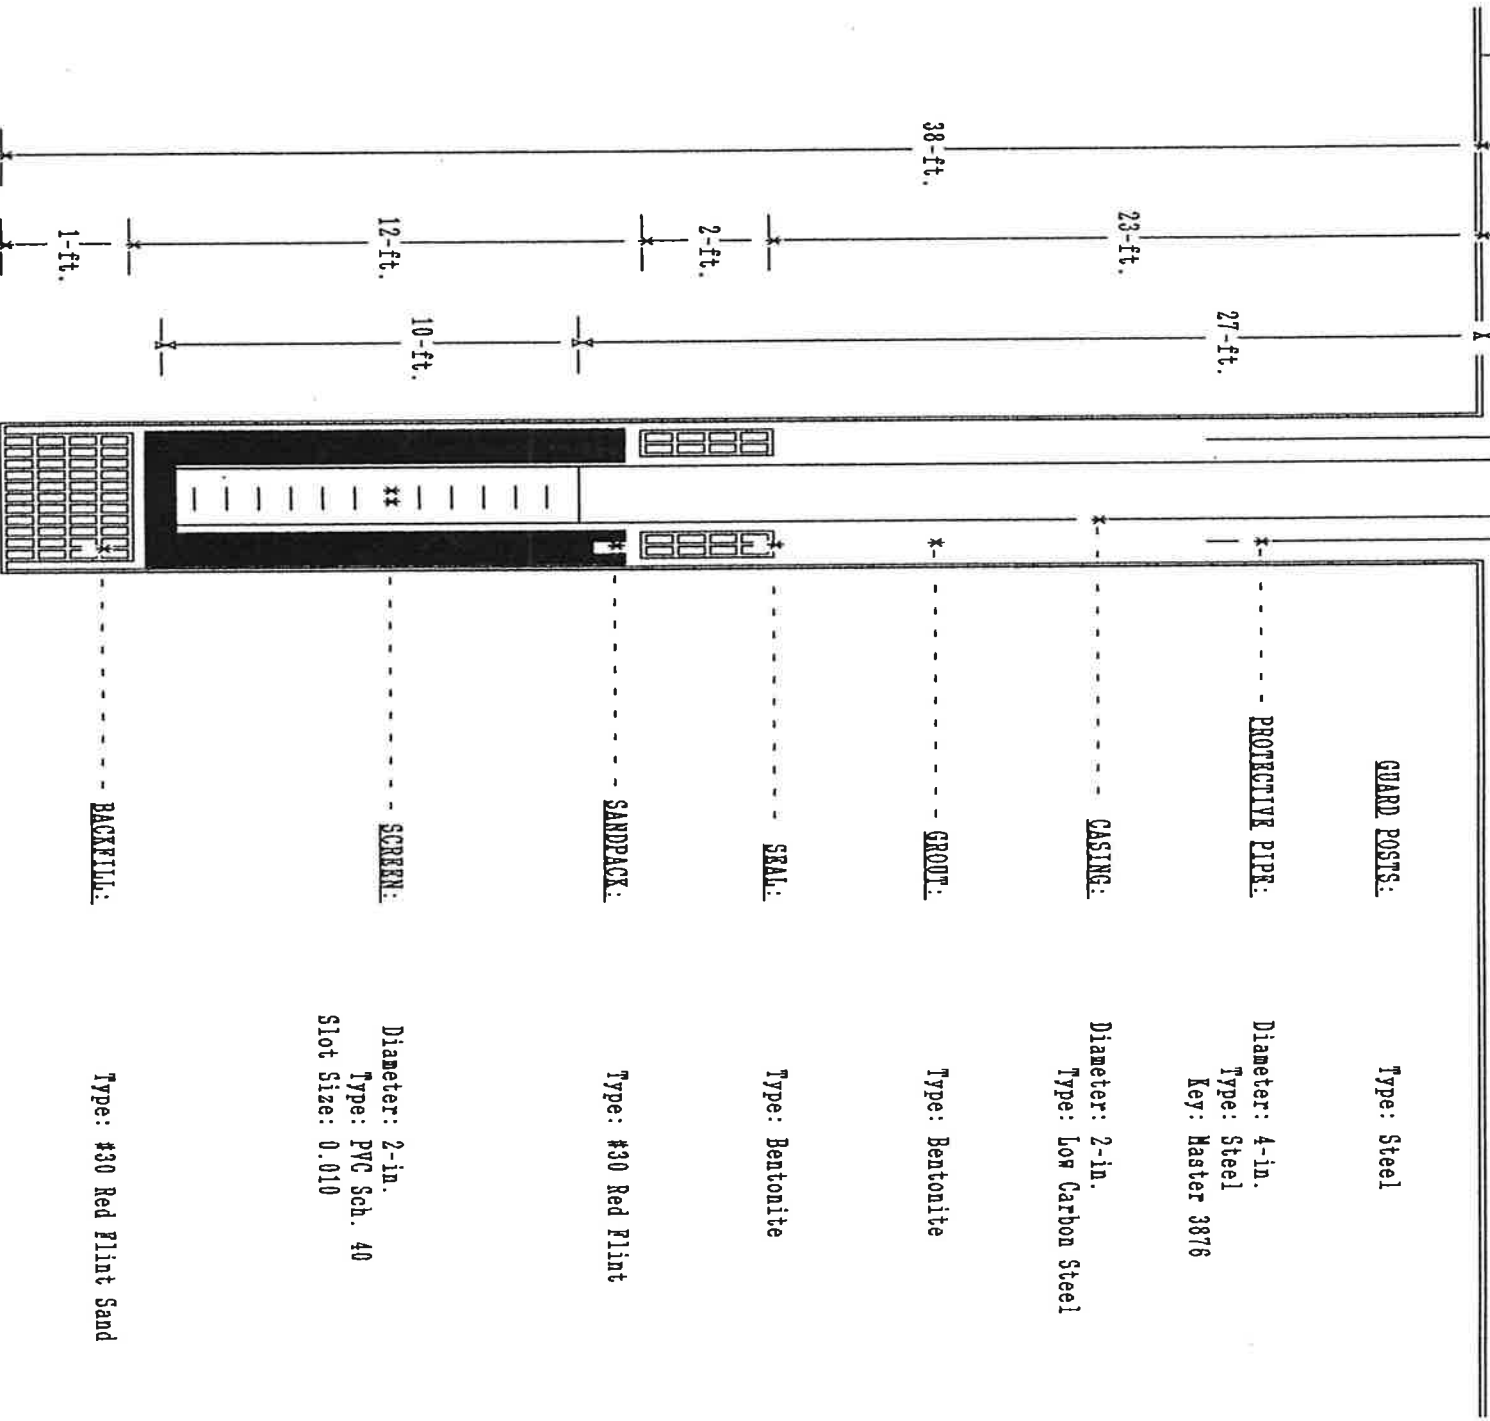 GUARD POSTS:
Type: Steel
PROTECTIVE PIPE:
Diameter: 4-in.
Type: Steel
Key: Master 3876
CASING:
Diameter: 2-in.
Type: Low Carbon Steel
GROUT:
Type: Bentonite
SEAL:
Type: Bentonite
SANDPACK:
Type: #30 Red Flint
SCREEN:
Diameter: 2-in.
Type: PVC Sch. 40
Slot Size: 0.010
BACKFILL:
Type: #30 Red Flint Sand
38-ft.
23-ft.
27-ft.
2-ft.
12-ft.
10-ft.
1-ft.